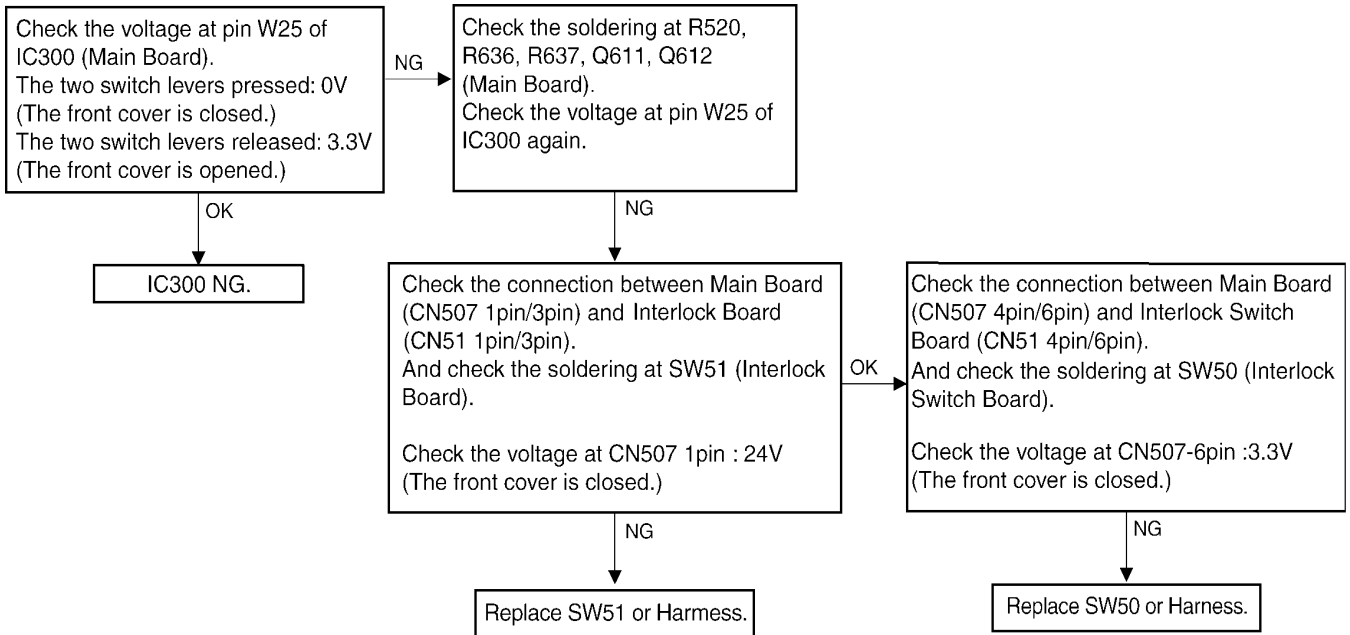 Check the voltage at pin W25 of
IC300 (Main Board).
The two switch levers pressed: 0V
(The front cover is closed.)
The two switch levers released: 3.3V
(The front cover is opened.)
NG
Check the soldering at R520,
R636, R637, Q611, Q612
(Main Board).
Check the voltage at pin W25 of
IC300 again.
OK
IC300 NG.
NG
Check the connection between Main Board
(CN507 1pin/3pin) and Interlock Board
(CN51 1pin/3pin).
And check the soldering at SW51 (Interlock
Board).
Check the voltage at CN507 1pin : 24V
(The front cover is closed.)
OK
Check the connection between Main Board
(CN507 4pin/6pin) and Interlock Switch
Board (CN51 4pin/6pin).
And check the soldering at SW50 (Interlock
Switch Board).
Check the voltage at CN507-6pin :3.3V
(The front cover is closed.)
NG
Replace SW51 or Harness.
NG
Replace SW50 or Harness.